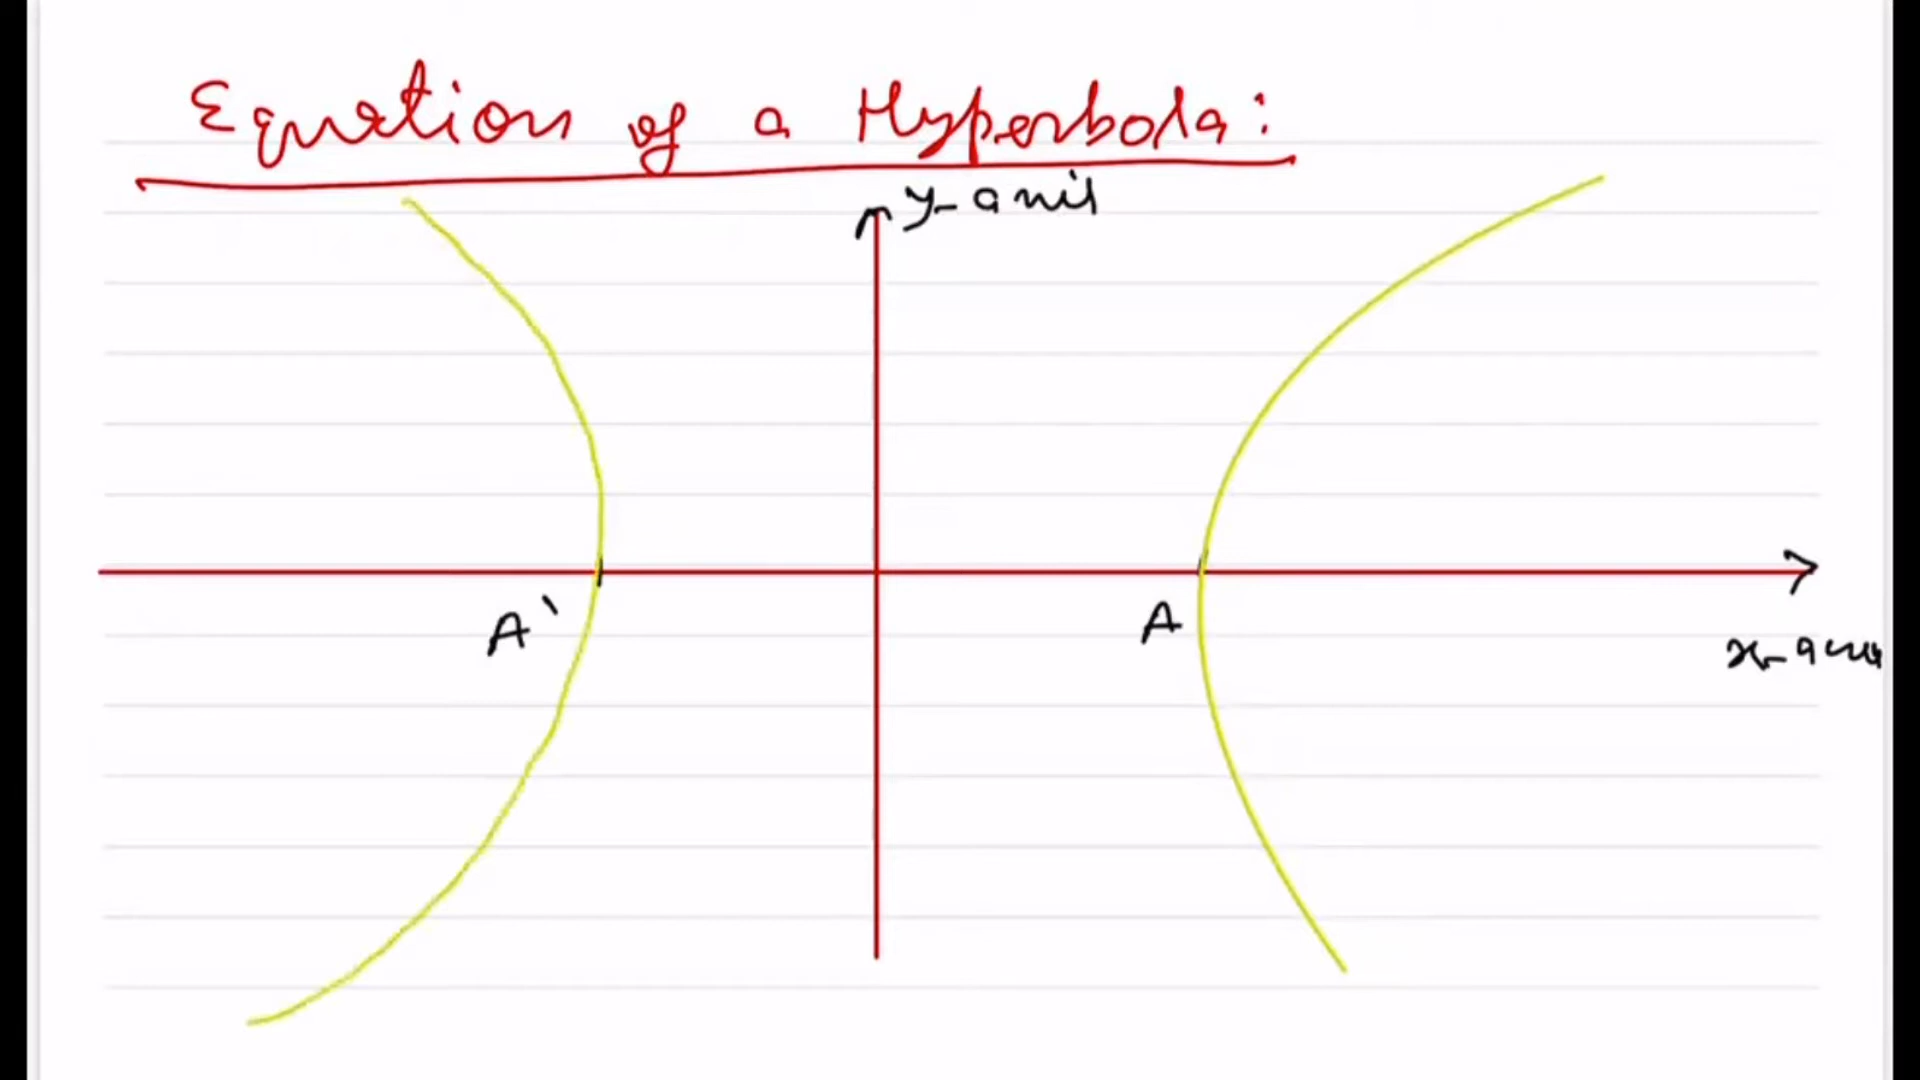 Equation of a Hyperbola:
y-axis
A'
A
x-axis